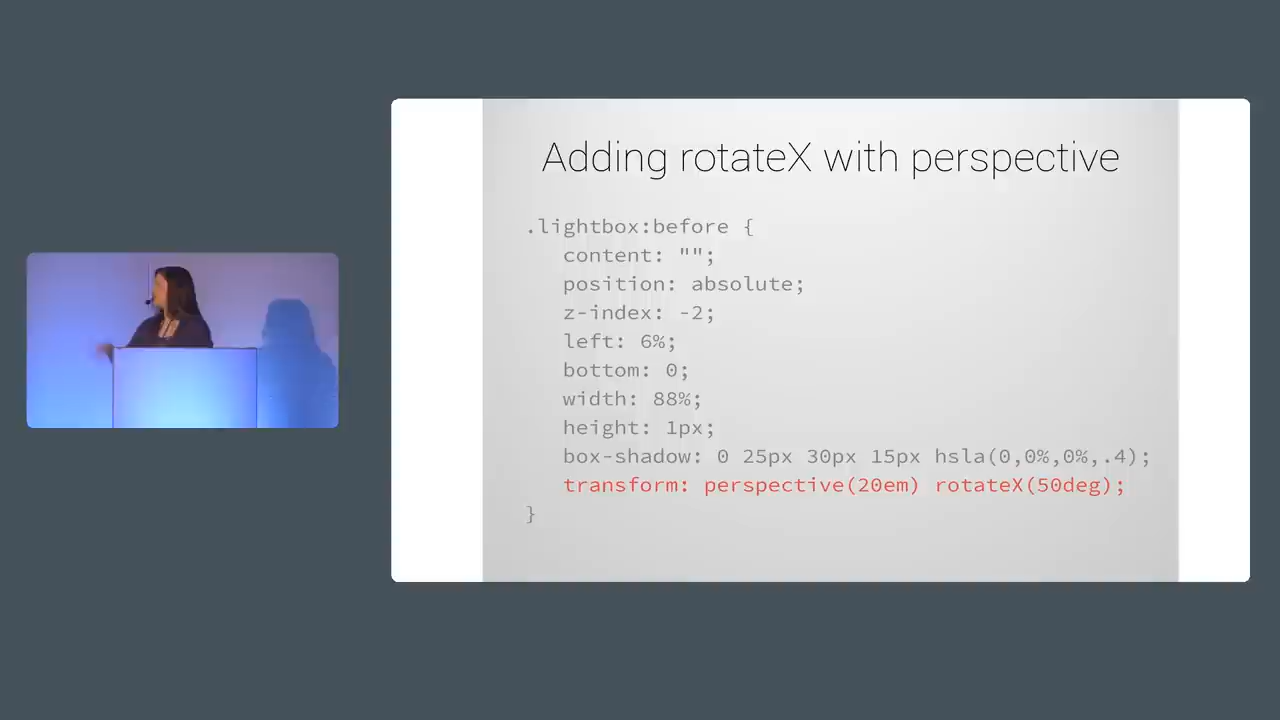 Adding rotateX with perspective
.lightbox:before {
content: "";
position: absolute;
z-index: -2;
left: 6%;
bottom: 0;
width: 88%;
height: 1px;
box-shadow: 0 25px 30px 15px hsla(0,0%,0%,.4);
transform: perspective(20em) rotateX(50deg);
}